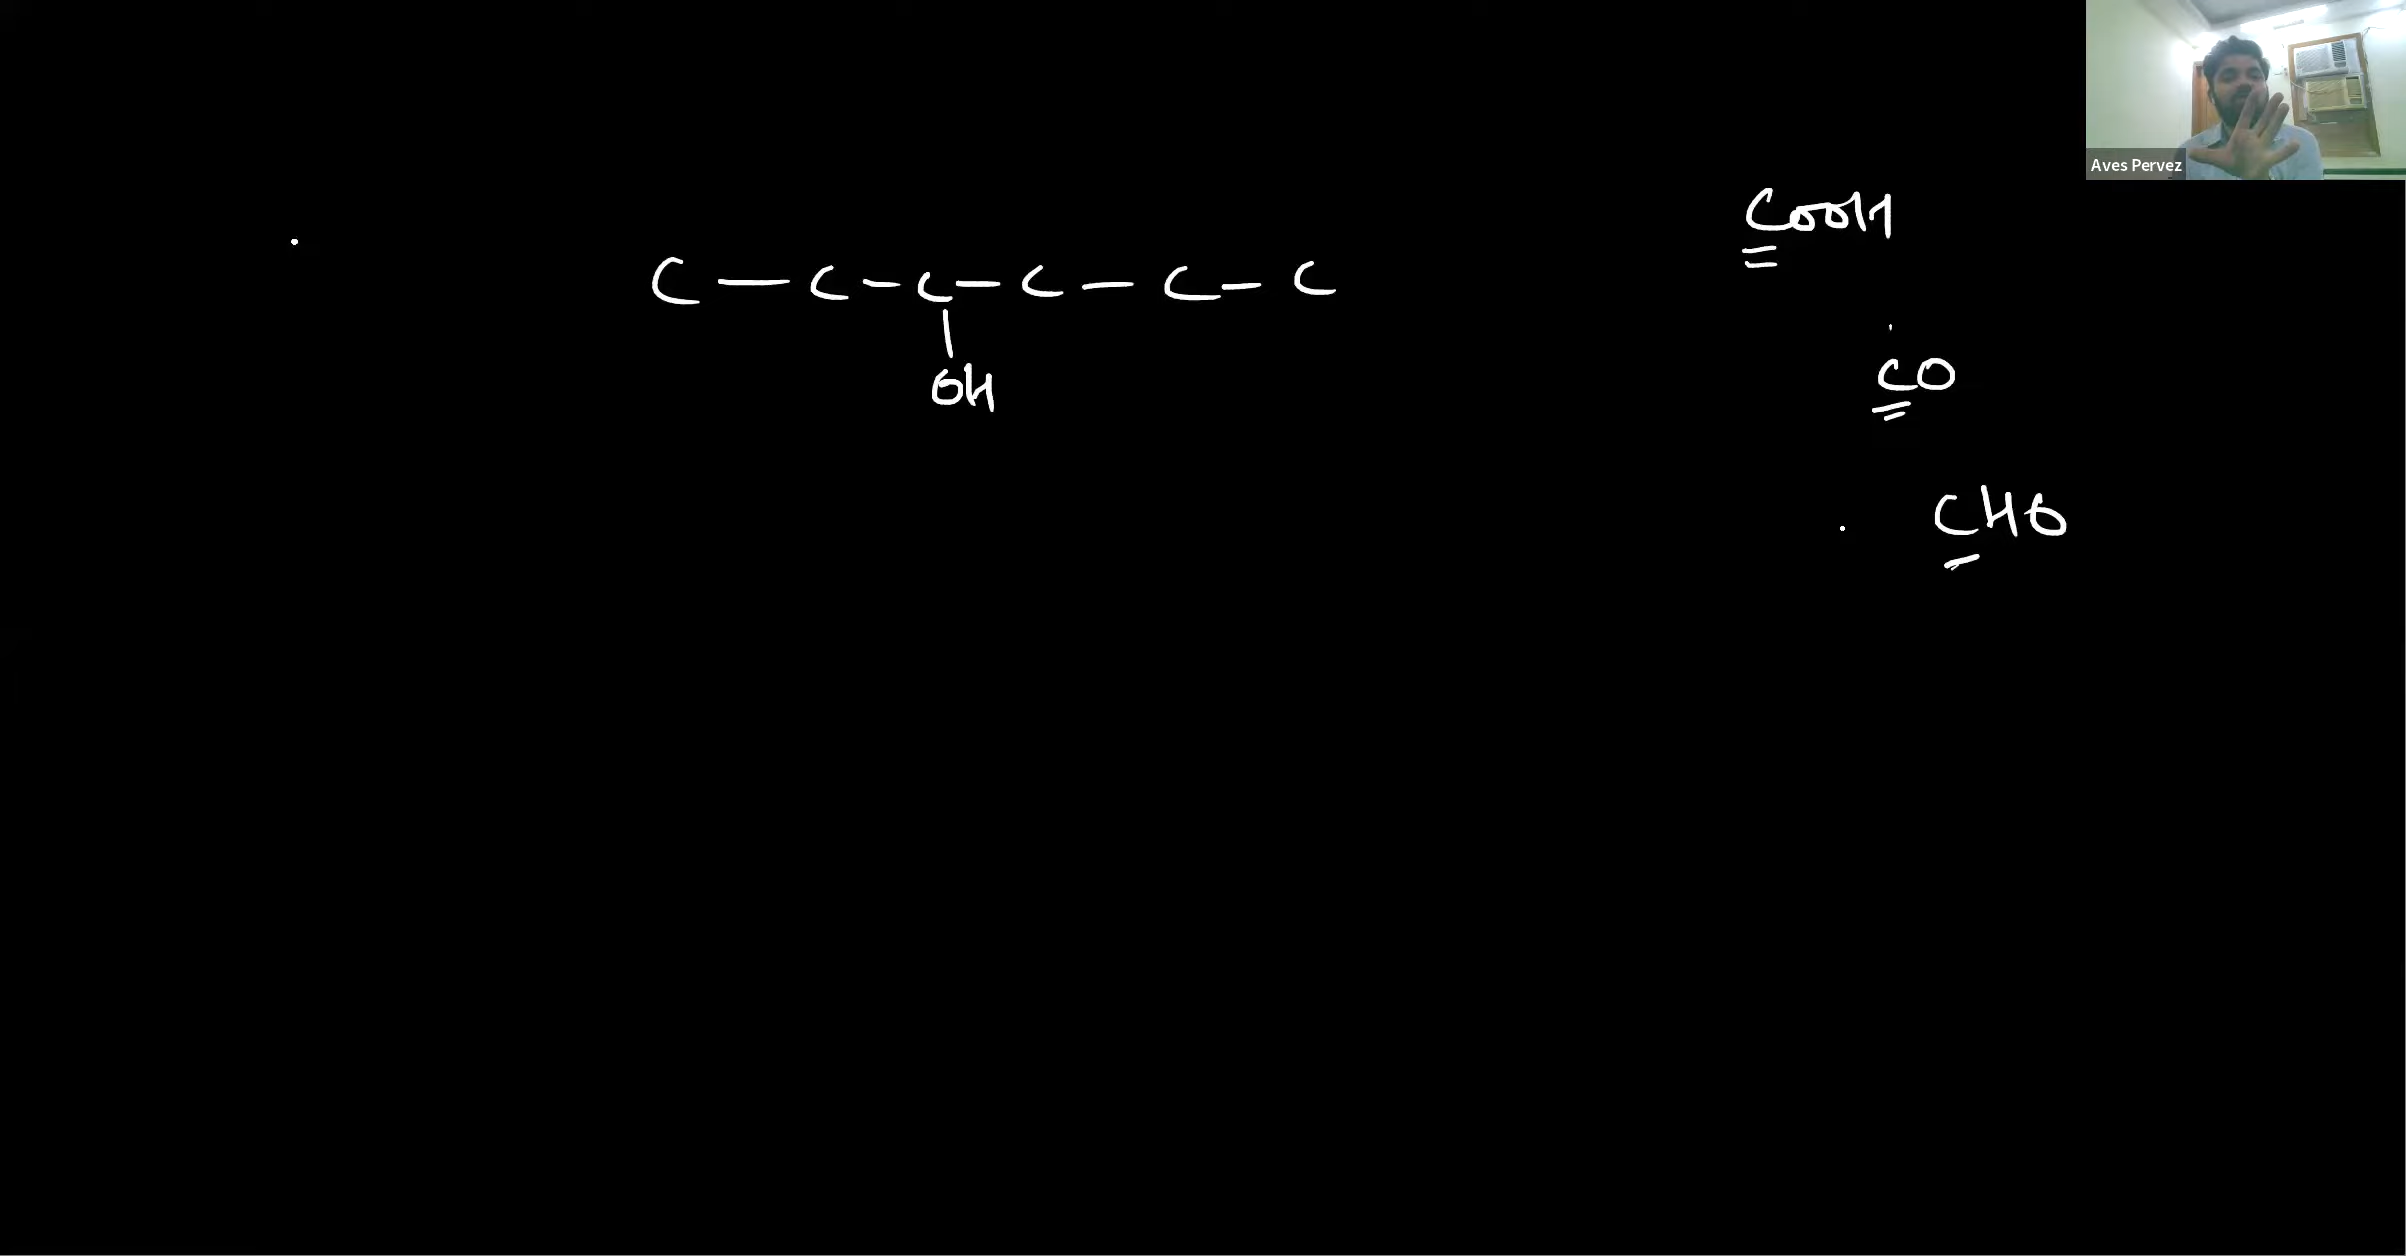 Aves Pervez
COOH
C — C - C — C — C - C
|
OH
CO
CHO